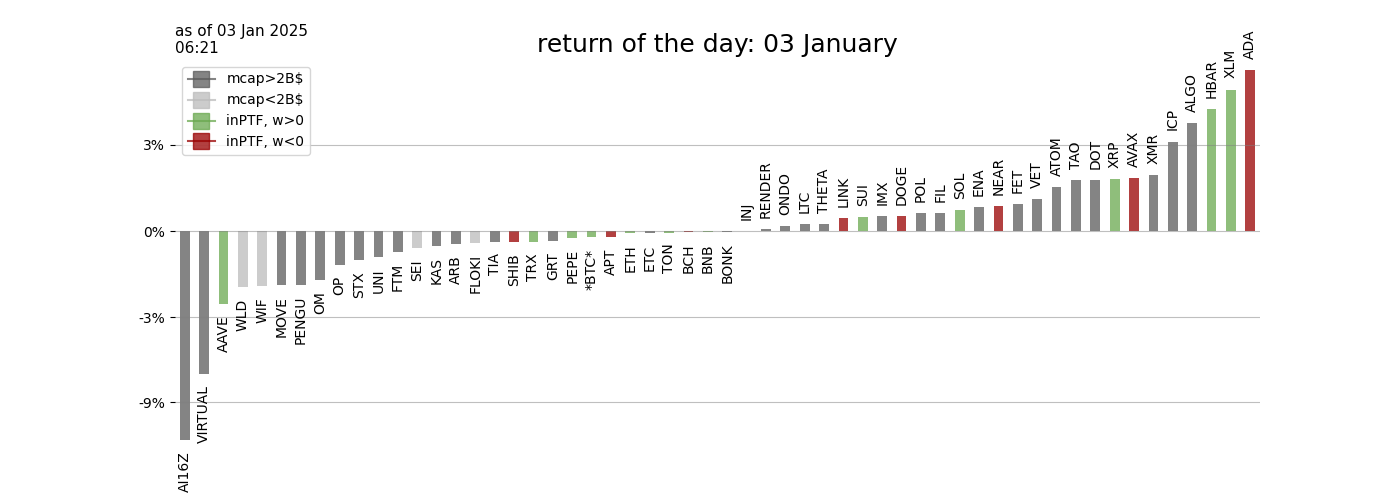 as of 03 Jan 2025
06:21
return of the day: 03 January
mcap>2B$
mcap<2B$
inPTF, w>0
inPTF, w<0
3%
0%
-3%
-9%
AI16Z
VIRTUAL
AAVE
WLD
WIF
MOVE
PENGU
OM
OP
STX
UNI
FTM
SEI
KAS
ARB
FLOKI
TIA
SHIB
TRX
GRT
PEPE
*BTC*
APT
ETH
ETC
TON
BCH
BNB
BONK
INJ
RENDER
ONDO
LTC
THETA
LINK
SUI
IMX
DOGE
POL
FIL
SOL
ENA
NEAR
FET
VET
ATOM
TAO
DOT
XRP
AVAX
XMR
ICP
ALGO
HBAR
XLM
ADA